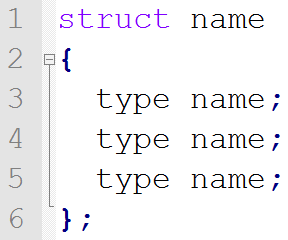 1 struct name
2 {
3 type name;
4 type name;
5 type name;
6 };